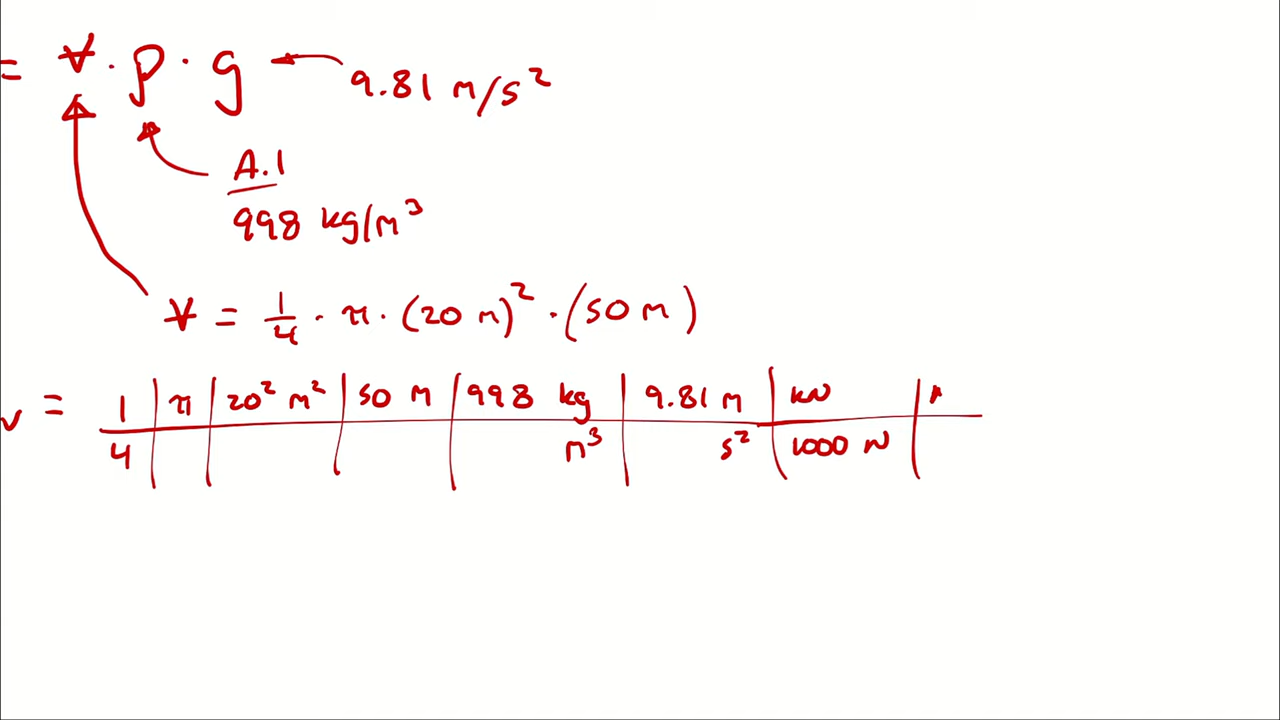 = V̶ · ρ · g
9.81 m/s²
A.1
998 kg/m³
V̶ = 1/4 · π · (20 m)² · (50 m)
v = 1 | π | 20² m² | 50 m | 998 kg | 9.81 m | kN |
4 | m³ | s² | 1000 N